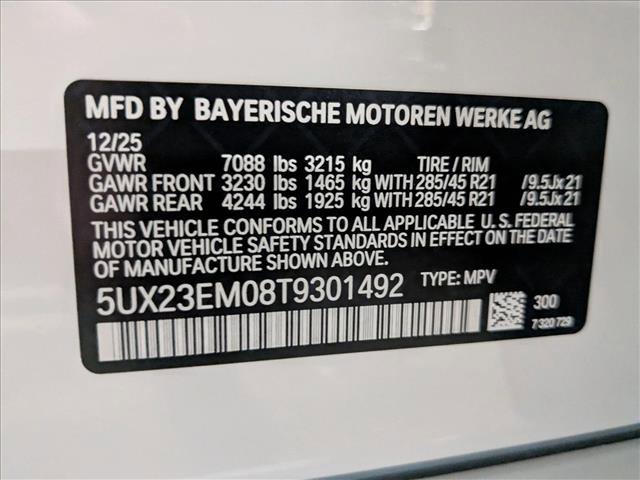 MFD BY BAYERISCHE MOTOREN WERKE AG
12/25
GVWR 7088 lbs 3215 kg TIRE / RIM
GAWR FRONT 3230 lbs 1465 kg WITH 285/45 R21 /9.5Jx21
GAWR REAR 4244 lbs 1925 kg WITH 285/45 R21 /9.5Jx21
THIS VEHICLE CONFORMS TO ALL APPLICABLE U. S. FEDERAL
MOTOR VEHICLE SAFETY STANDARDS IN EFFECT ON THE DATE
OF MANUFACTURE SHOWN ABOVE.
5UX23EM08T9301492 TYPE: MPV
300
7 320 729